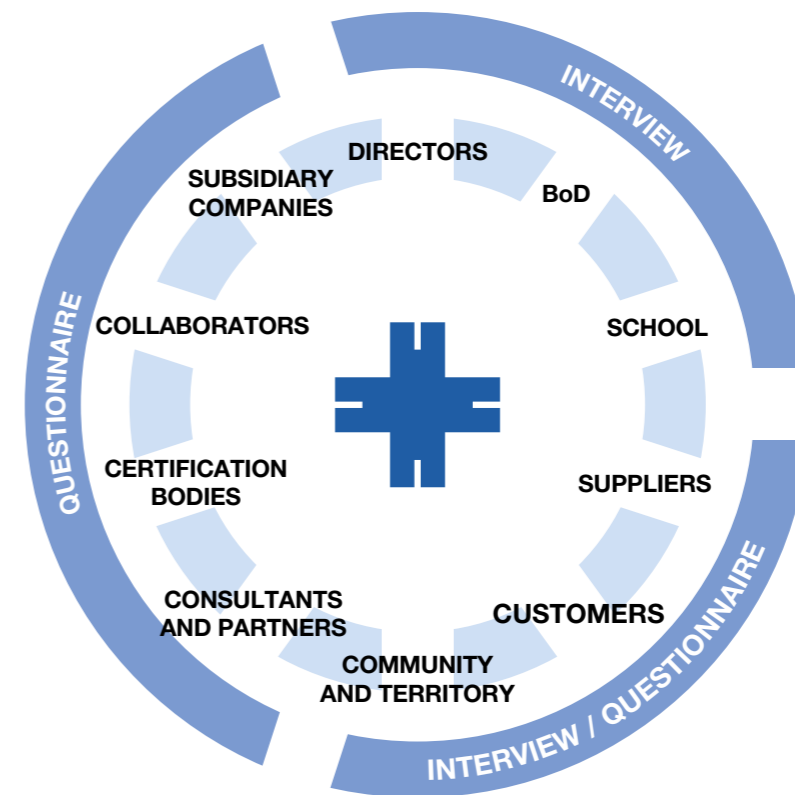 INTERVIEW
DIRECTORS
SUBSIDIARY
COMPANIES
BoD
QUESTIONNAIRE
COLLABORATORS
SCHOOL
CERTIFICATION
BODIES
SUPPLIERS
CONSULTANTS
AND PARTNERS
CUSTOMERS
COMMUNITY
AND TERRITORY
INTERVIEW / QUESTIONNAIRE